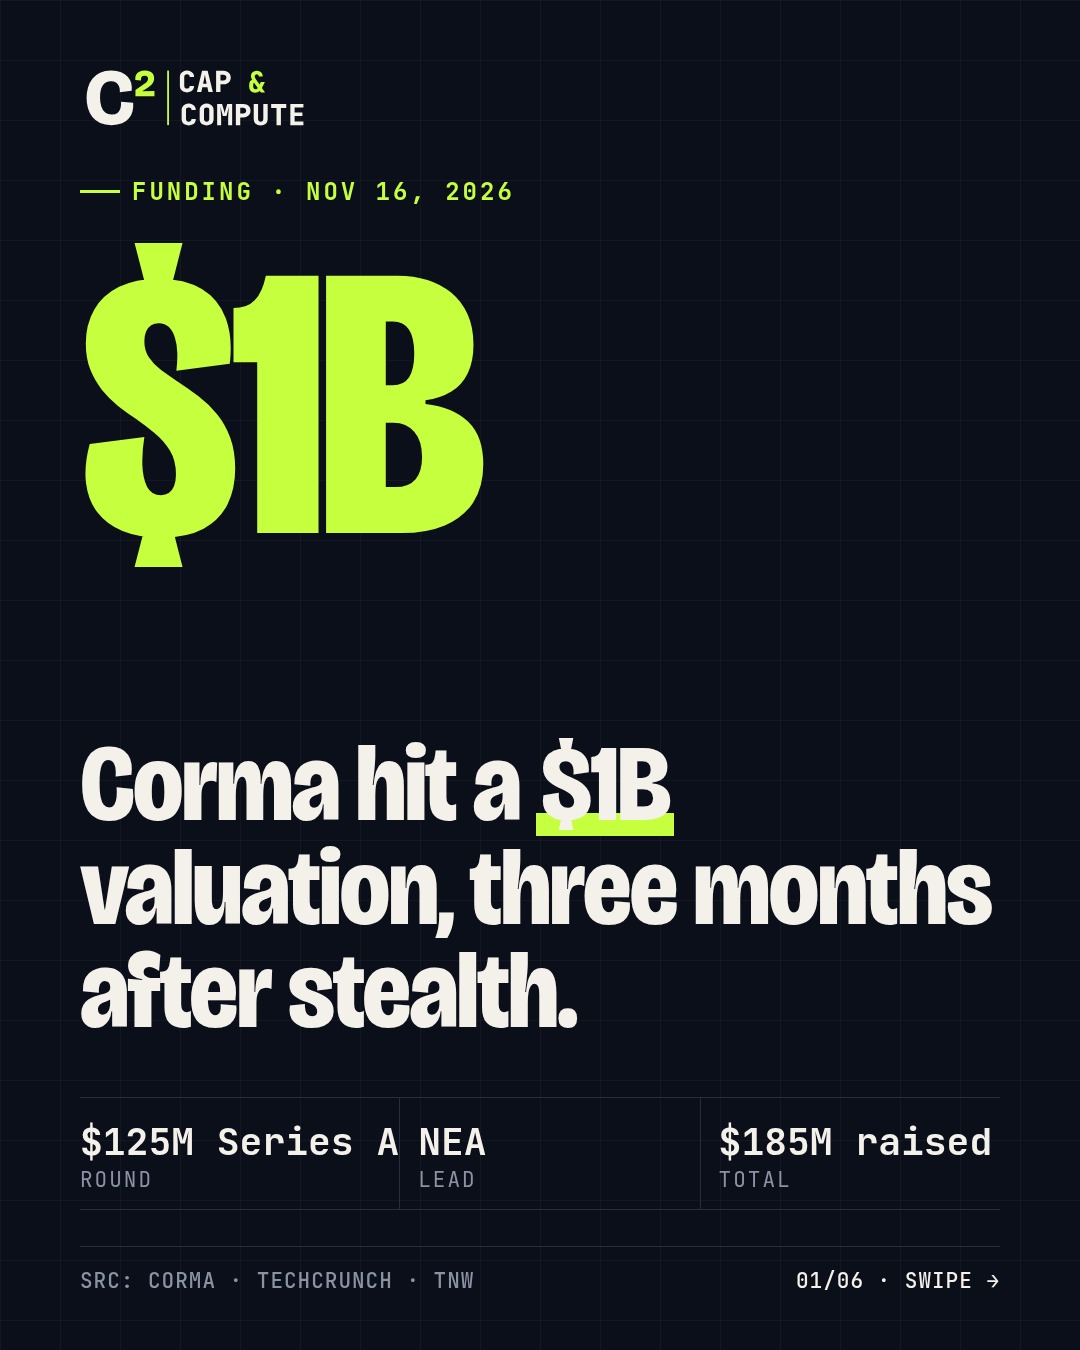 C² CAP &
COMPUTE
FUNDING · NOV 16, 2026
$1B
Corma hit a $1B
valuation, three months
after stealth.
$125M Series A NEA $185M raised
ROUND LEAD TOTAL
SRC: CORMA · TECHCRUNCH · TNW 01/06 · SWIPE →